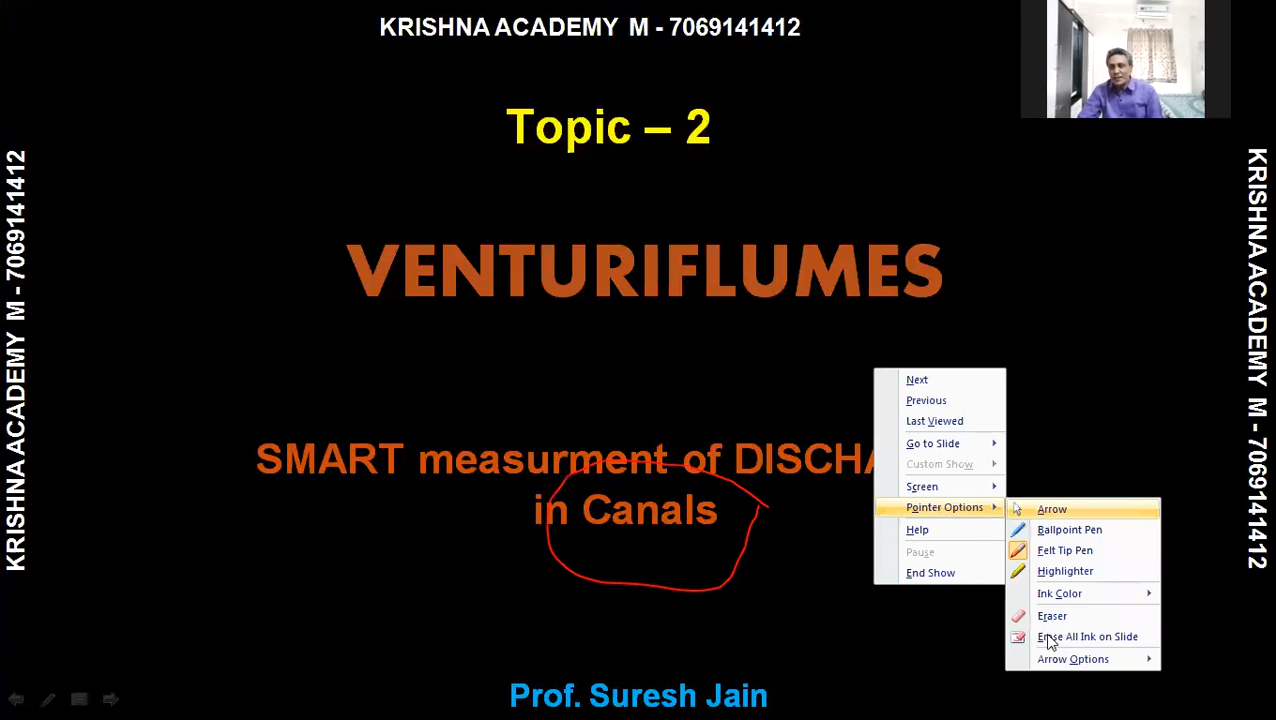 KRISHNA ACADEMY M - 7069141412
Topic – 2
KRISHNA ACADEMY M - 7069141412
KRISHNA ACADEMY M - 7069141412
VENTURIFLUMES
SMART measurment of DISCHA
in Canals
Next
Previous
Last Viewed
Go to Slide
Custom Show
Screen
Pointer Options
Help
Pause
End Show
Arrow
Ballpoint Pen
Felt Tip Pen
Highlighter
Ink Color
Eraser
Erase All Ink on Slide
Arrow Options
Prof. Suresh Jain